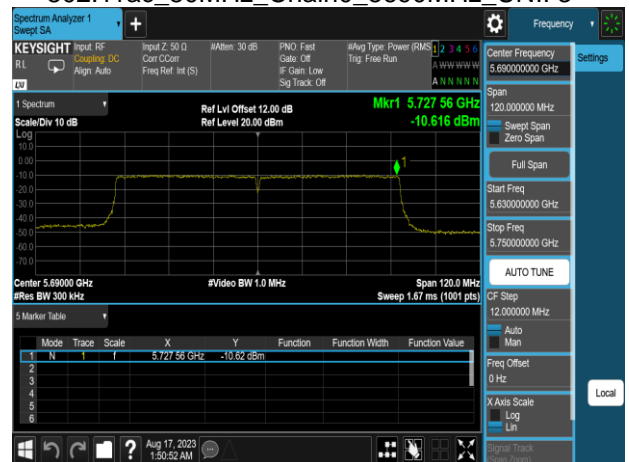 Spectrum Analyzer 1
Swept SA
Frequency
KEYSIGHT
RL
Input: RF
Coupling: DC
Align: Auto
Input Z: 50 Ω
Corr CCorr
Freq Ref: Int (S)
#Atten: 30 dB
PNO: Fast
Gate: Off
IF Gain: Low
Sig Track: Off
#Avg Type: Power (RMS
Trig: Free Run
1 2 3 4 5 6
A W W W W W
A N N N N N
LXI
1 Spectrum
Scale/Div 10 dB
Ref Lvl Offset 12.00 dB
Ref Level 20.00 dBm
Mkr1 5.727 56 GHz
-10.616 dBm
Log
10.0
0.00
-10.0
-20.0
-30.0
-40.0
-50.0
-60.0
-70.0
1
Center 5.69000 GHz
#Res BW 300 kHz
#Video BW 1.0 MHz
Span 120.0 MHz
Sweep 1.67 ms (1001 pts)
5 Marker Table
Mode Trace Scale X Y Function Function Width Function Value
1 N 1 f 5.727 56 GHz -10.62 dBm
2
3
4
5
6
Aug 17, 2023
1:50:52 AM
Center Frequency
5.690000000 GHz
Span
120.000000 MHz
Swept Span
Zero Span
Full Span
Start Freq
5.630000000 GHz
Stop Freq
5.750000000 GHz
AUTO TUNE
CF Step
12.000000 MHz
Auto
Man
Freq Offset
0 Hz
X Axis Scale
Log
Lin
Signal Track
(Span Zoom)
Settings
Local